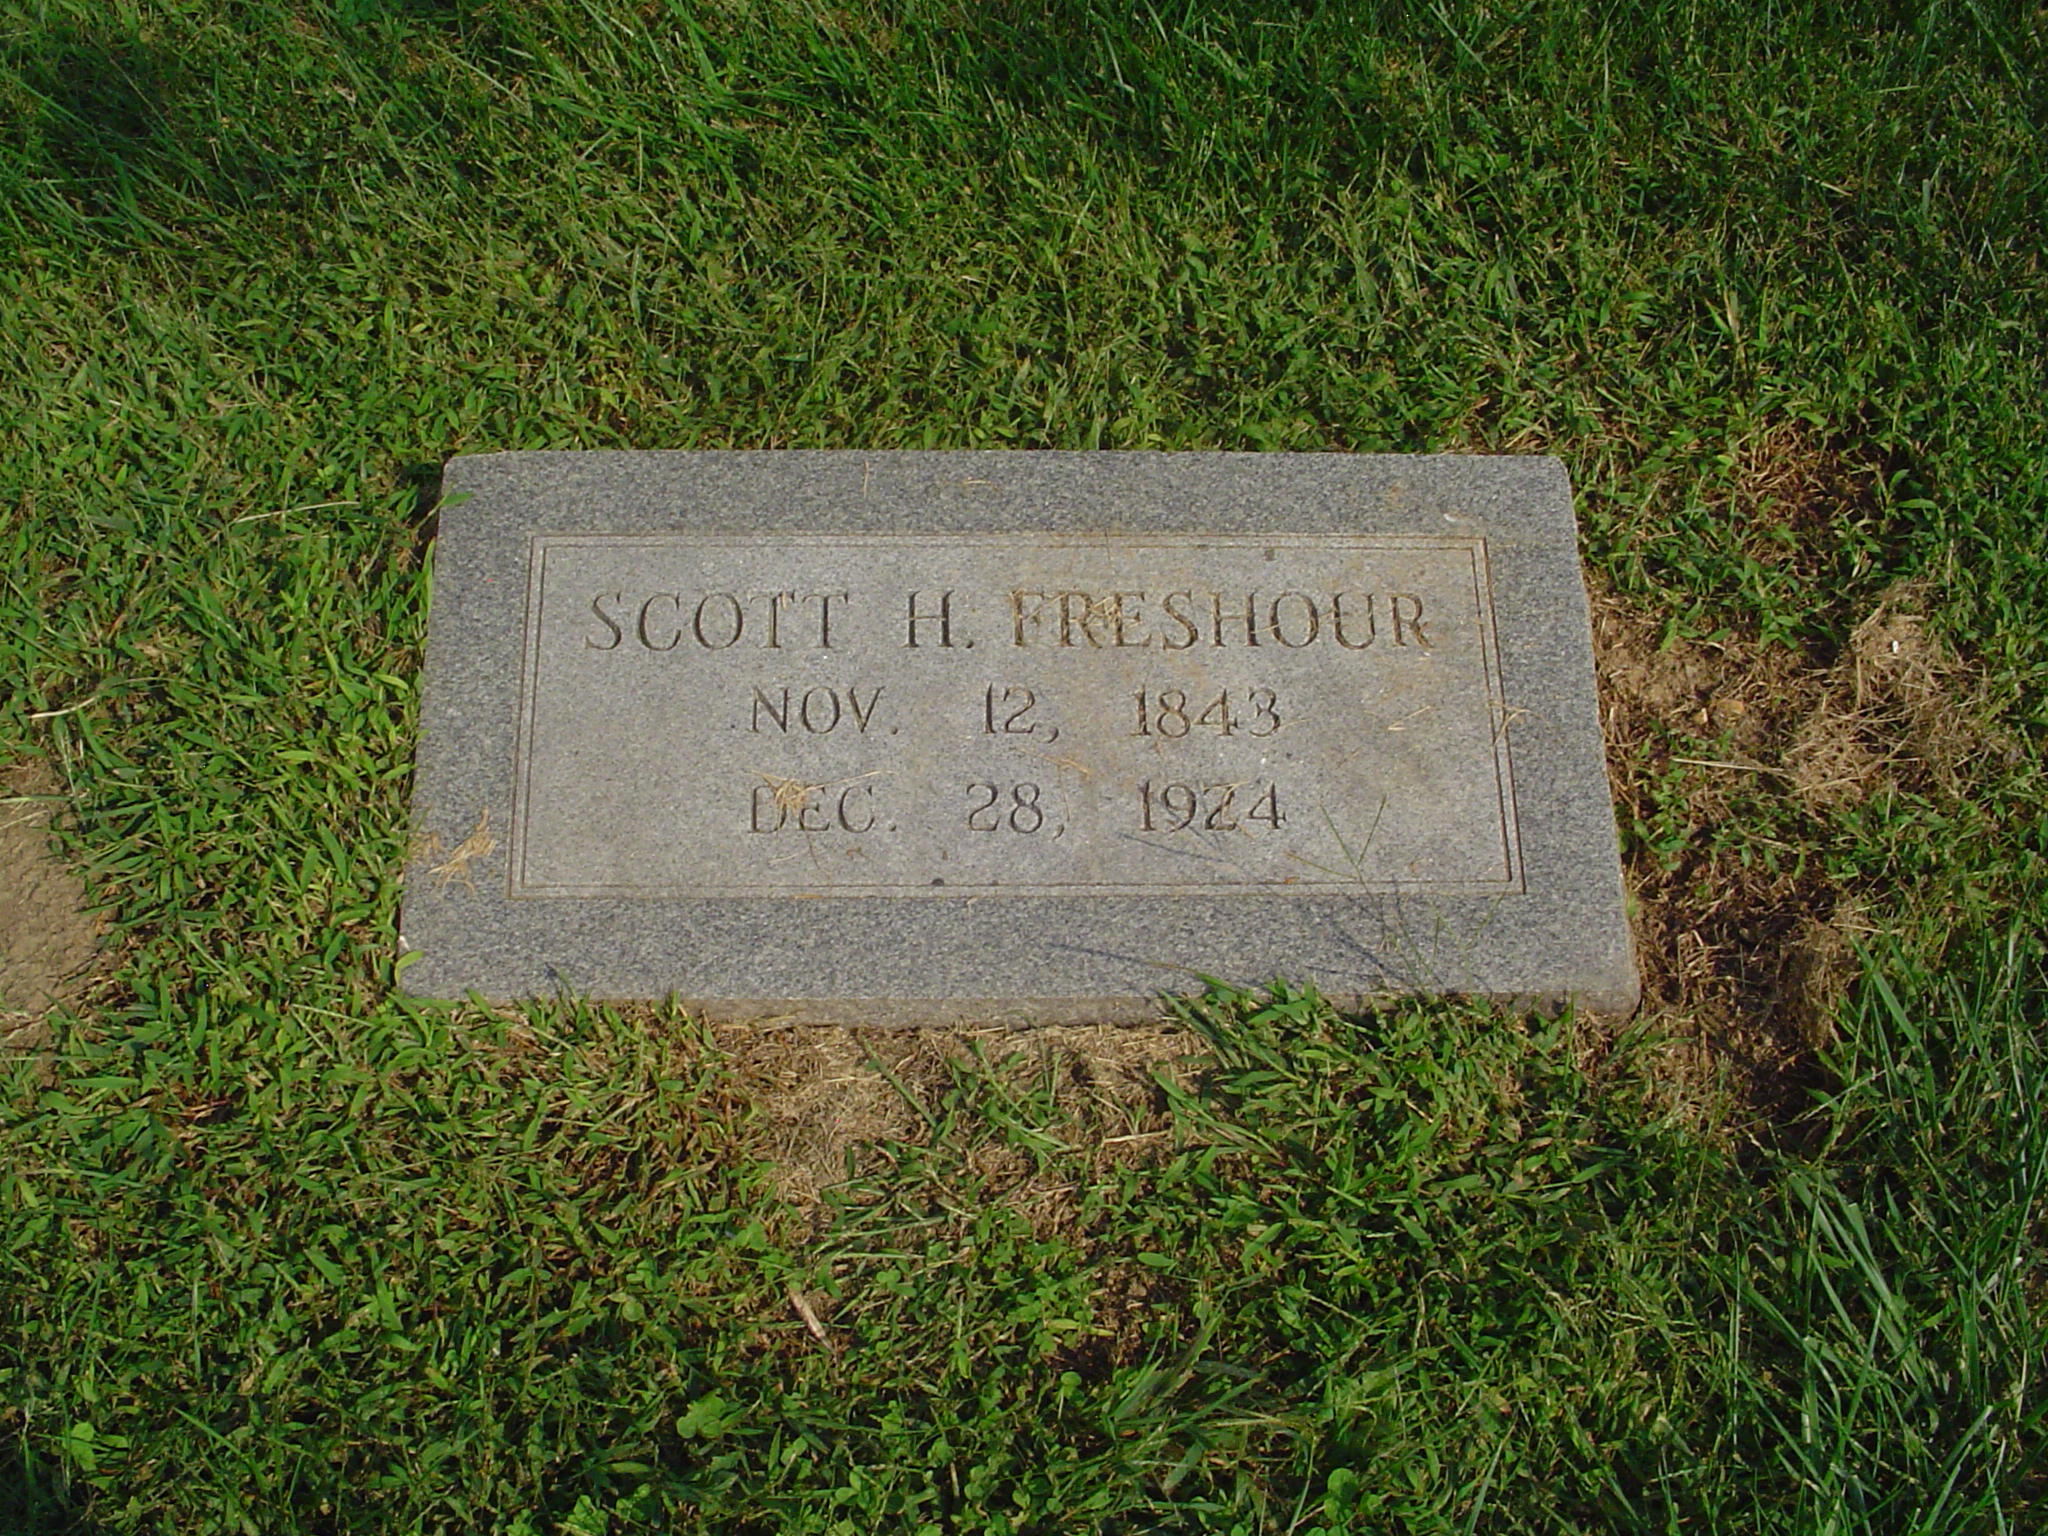 SCOTT H. FRESHOUR
NOV. 12, 1843
DEC. 28, 1924